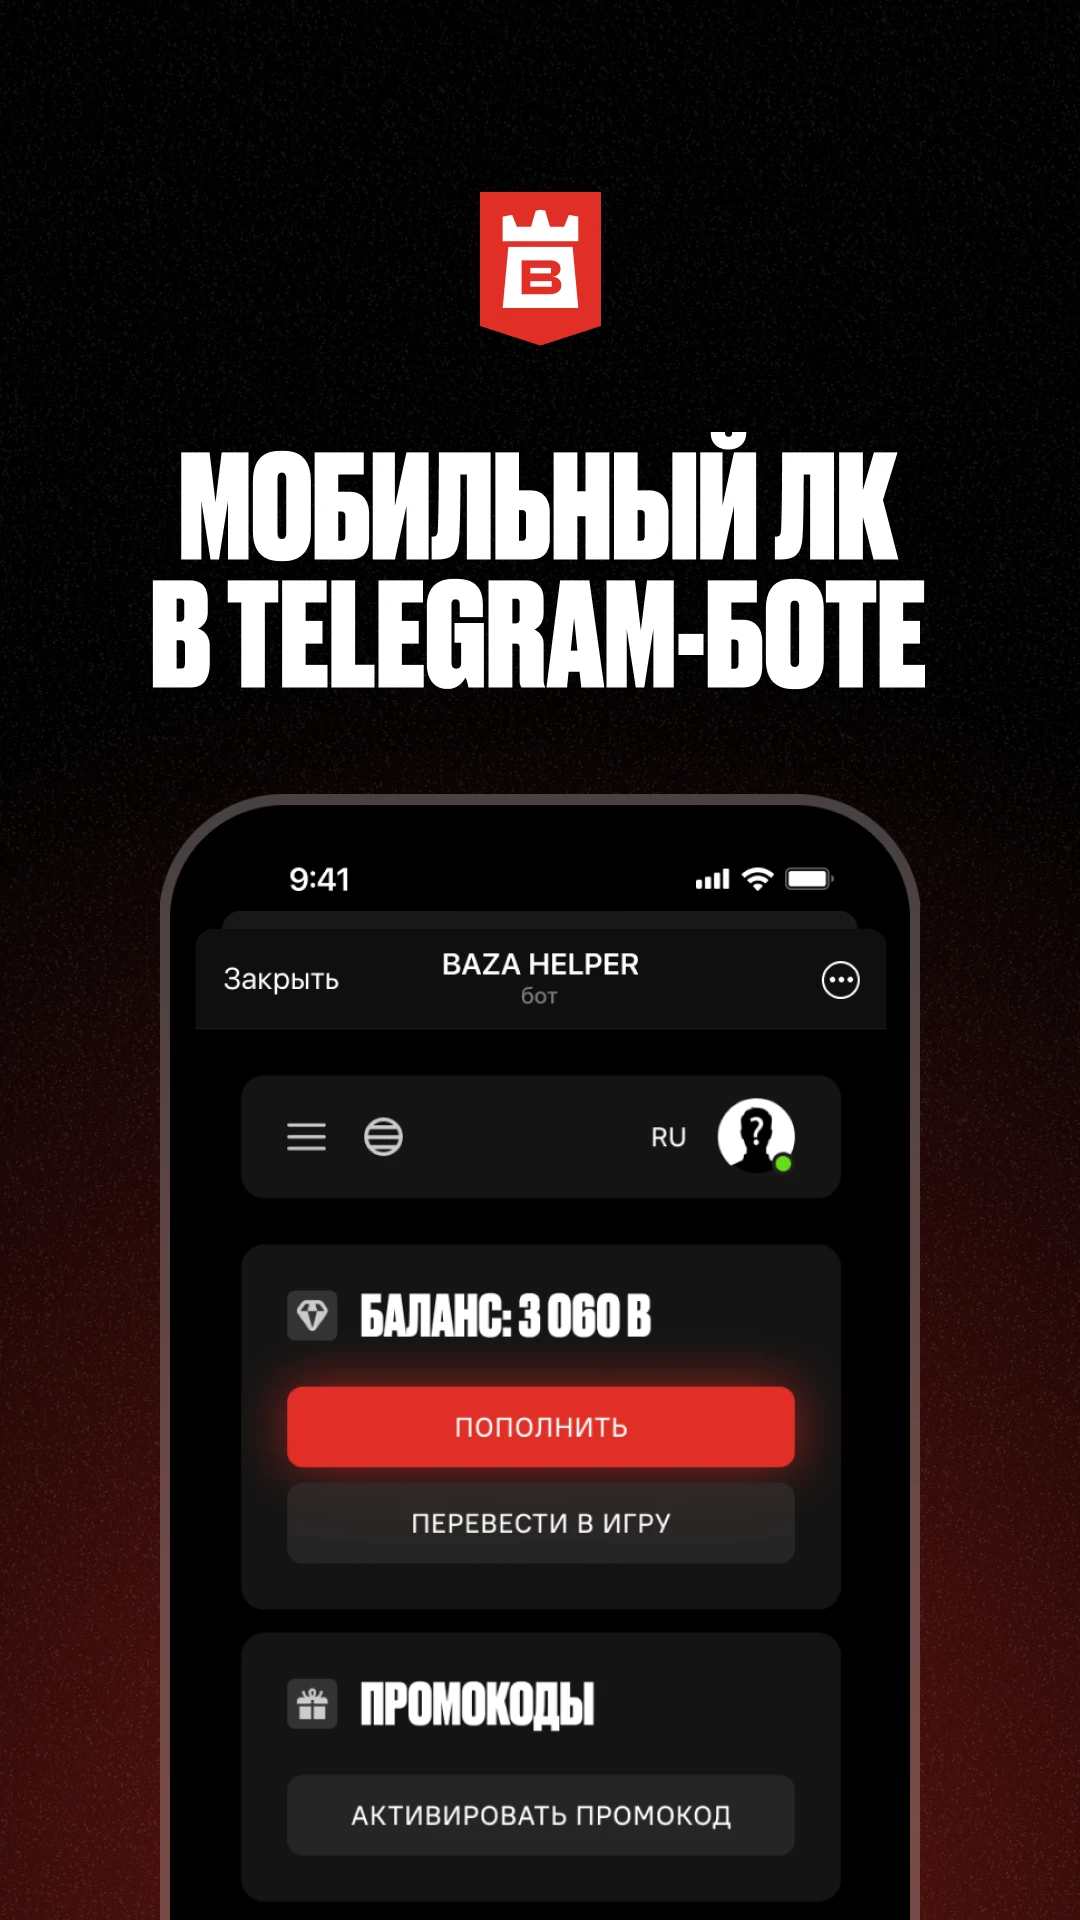 B
МОБИЛЬНЫЙ ЛК
В TELEGRAM-БОТЕ
9:41
Закрыть
BAZA HELPER
бот
RU
?
БАЛАНС: 3 060 B
ПОПОЛНИТЬ
ПЕРЕВЕСТИ В ИГРУ
ПРОМОКОДЫ
АКТИВИРОВАТЬ ПРОМОКОД